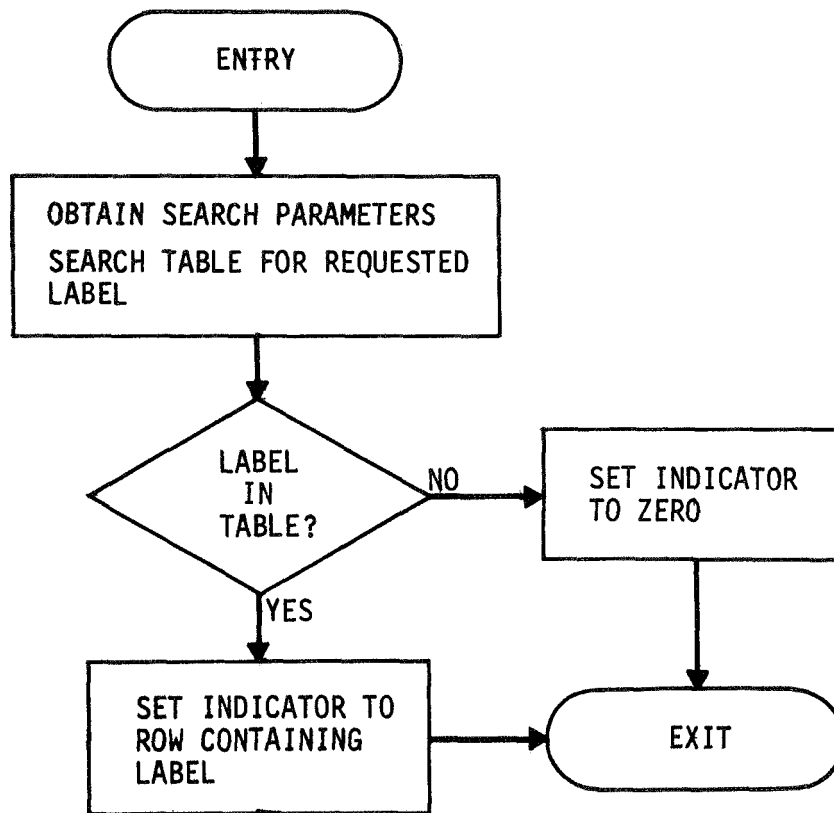 ENTRY
OBTAIN SEARCH PARAMETERS
SEARCH TABLE FOR REQUESTED
LABEL
LABEL
IN
TABLE?
NO
SET INDICATOR
TO ZERO
YES
SET INDICATOR TO
ROW CONTAINING
LABEL
EXIT